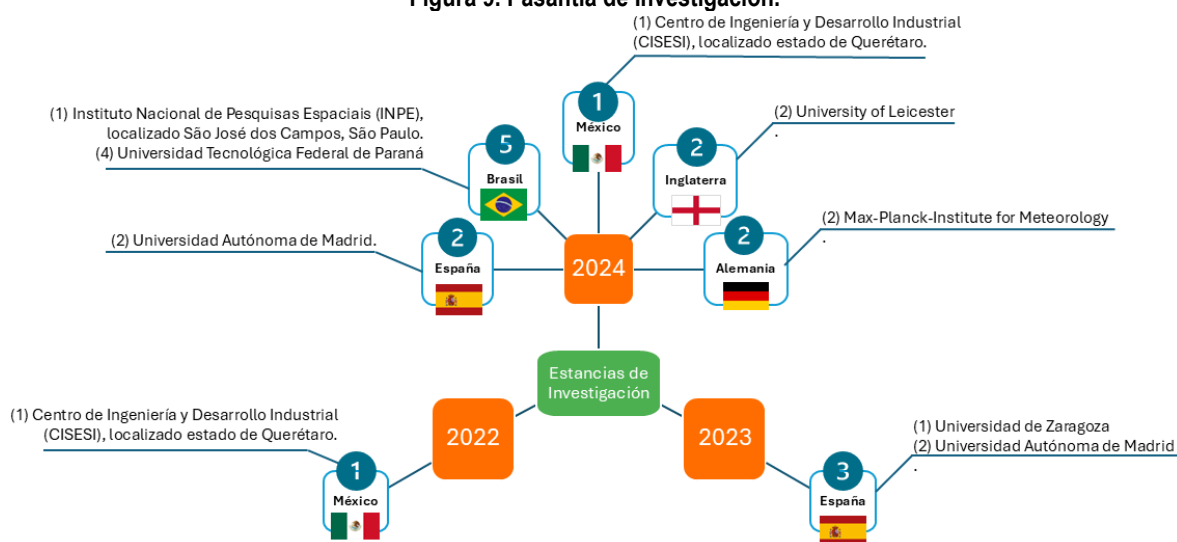 Figura 9. Pasantía de Investigación.
(1) Centro de Ingeniería y Desarrollo Industrial
(CISESI), localizado estado de Querétaro.
1
México
(1) Instituto Nacional de Pesquisas Espaciais (INPE),
localizado São José dos Campos, São Paulo.
(4) Universidad Tecnológica Federal de Paraná
5
Brasil
(2) University of Leicester
.
2
Inglaterra
(2) Universidad Autónoma de Madrid.
2
España
2024
(2) Max-Planck-Institute for Meteorology
.
2
Alemania
Estancias de
Investigación
(1) Centro de Ingeniería y Desarrollo Industrial
(CISESI), localizado estado de Querétaro.
2022
1
México
2023
(1) Universidad de Zaragoza
(2) Universidad Autónoma de Madrid
.
3
España